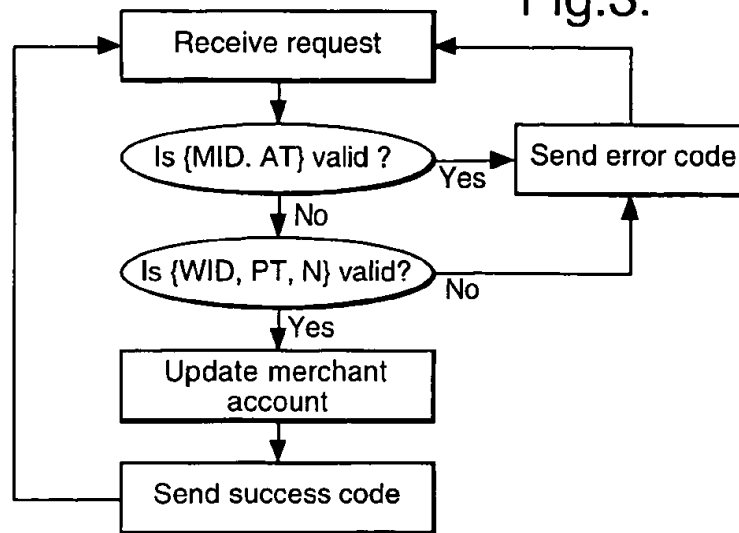 Fig.3.
Receive request
Is {MID. AT} valid ?
Yes
Send error code
No
Is {WID, PT, N} valid?
No
Yes
Update merchant
account
Send success code